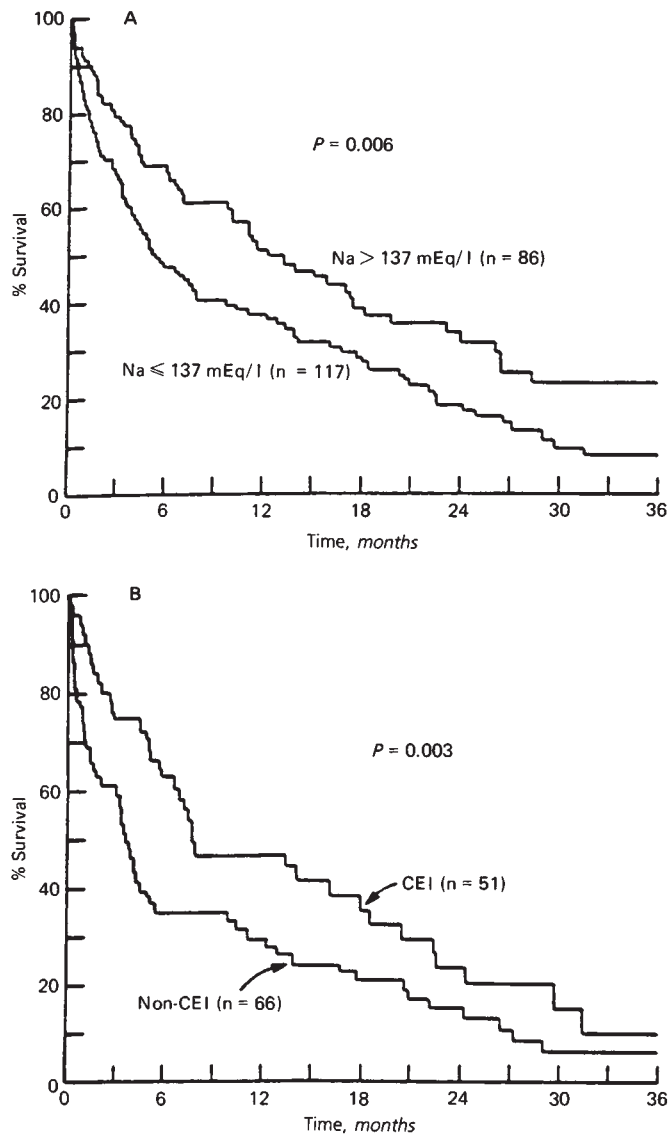 A
100
80
60
40
20
0
% Survival
P = 0.006
Na > 137 mEq/l (n = 86)
Na ⩽ 137 mEq/l (n = 117)
0 6 12 18 24 30 36
Time, months
B
100
80
60
40
20
0
% Survival
P = 0.003
CEI (n = 51)
Non-CEI (n = 66)
0 6 12 18 24 30 36
Time, months